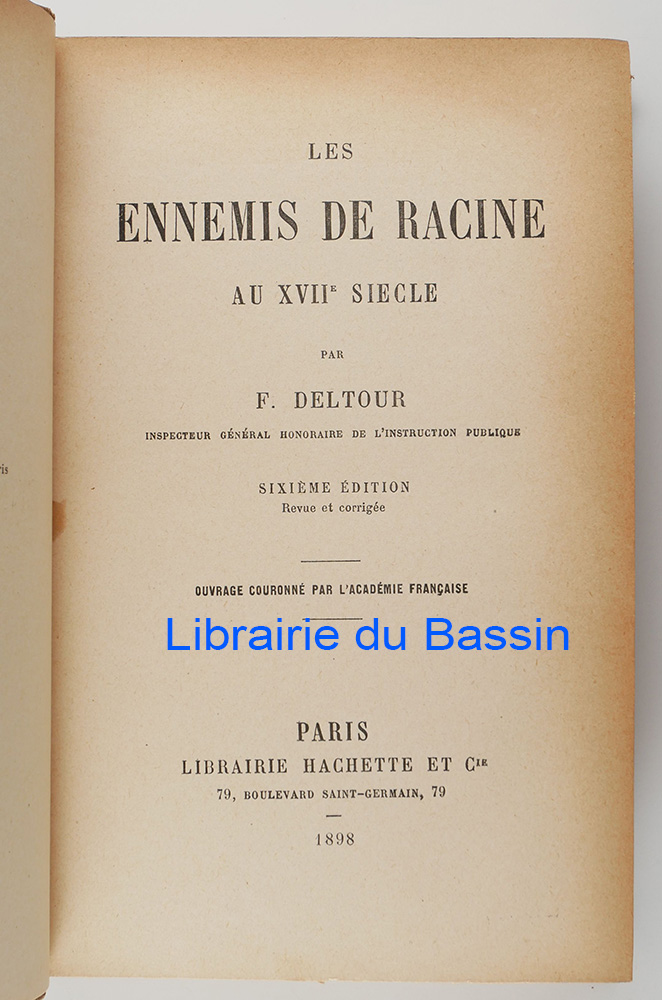 LES
ENNEMIS DE RACINE
AU XVIIE SIECLE
PAR
F. DELTOUR
INSPECTEUR GÉNÉRAL HONORAIRE DE L'INSTRUCTION PUBLIQUE
SIXIÈME ÉDITION
Revue et corrigée
OUVRAGE COURONNÉ PAR L'ACADÉMIE FRANÇAISE
Librairie du Bassin
PARIS
LIBRAIRIE HACHETTE ET CIE
79, BOULEVARD SAINT-GERMAIN, 79
1898